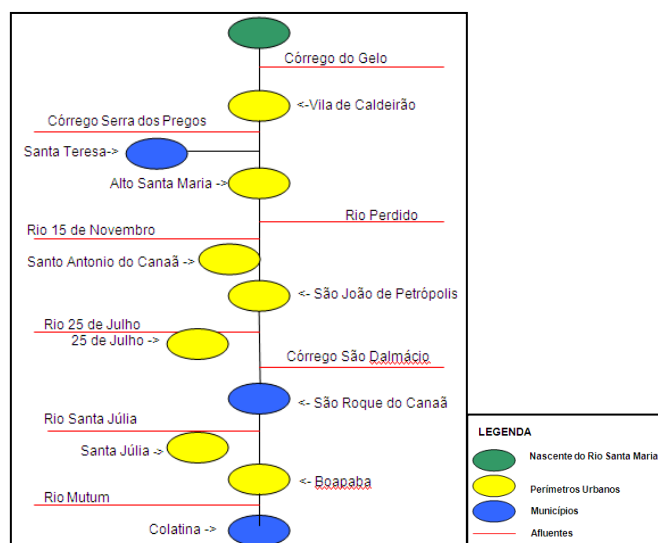 Córrego do Gelo
<-Vila de Caldeirão
Córrego Serra dos Pregos
Santa Teresa->
Alto Santa Maria ->
Rio Perdido
Rio 15 de Novembro
Santo Antonio do Canaã ->
<- São João de Petrópolis
Rio 25 de Julho
25 de Julho ->
Córrego São Dalmácio
<- São Roque do Canaã
Rio Santa Júlia
Santa Júlia ->
<- Boapaba
Rio Mutum
Colatina ->
LEGENDA
Nascente do Rio Santa Maria
Perímetros Urbanos
Municípios
Afluentes